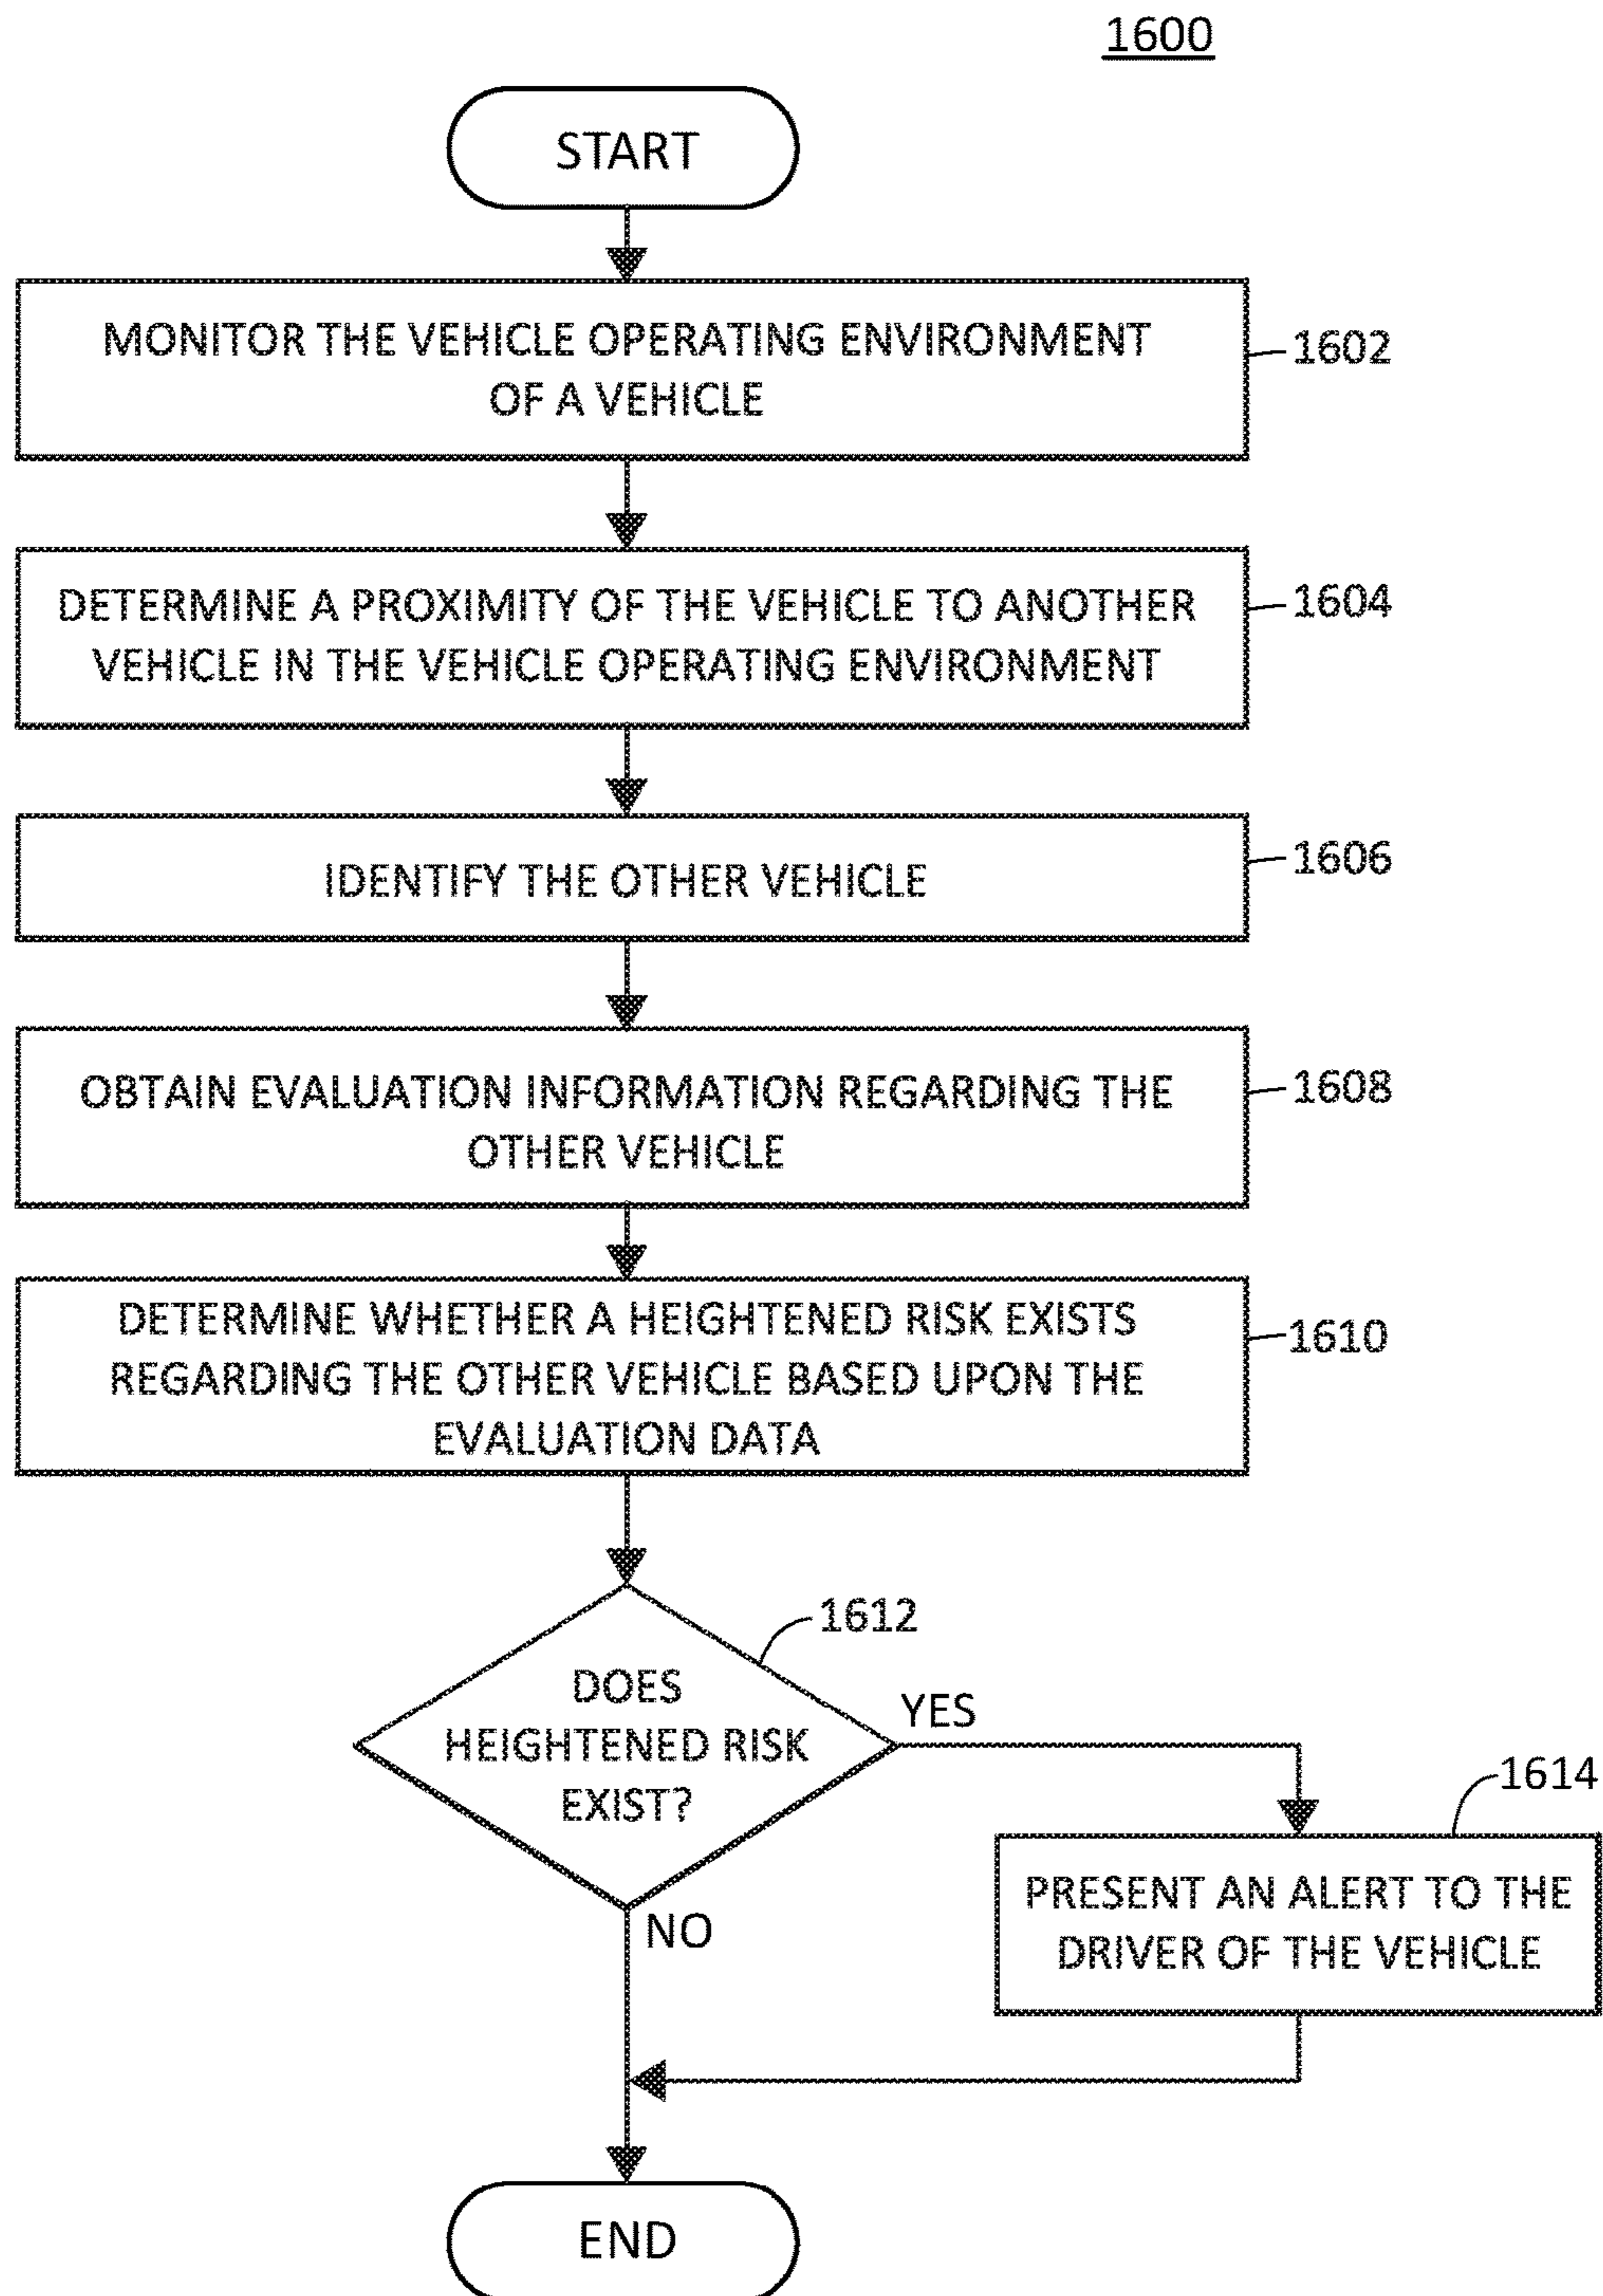 1600
START
MONITOR THE VEHICLE OPERATING ENVIRONMENT
OF A VEHICLE
1602
DETERMINE A PROXIMITY OF THE VEHICLE TO ANOTHER
VEHICLE IN THE VEHICLE OPERATING ENVIRONMENT
1604
IDENTIFY THE OTHER VEHICLE
1606
OBTAIN EVALUATION INFORMATION REGARDING THE
OTHER VEHICLE
1608
DETERMINE WHETHER A HEIGHTENED RISK EXISTS
REGARDING THE OTHER VEHICLE BASED UPON THE
EVALUATION DATA
1610
1612
DOES
HEIGHTENED RISK
EXIST?
YES
NO
1614
PRESENT AN ALERT TO THE
DRIVER OF THE VEHICLE
END